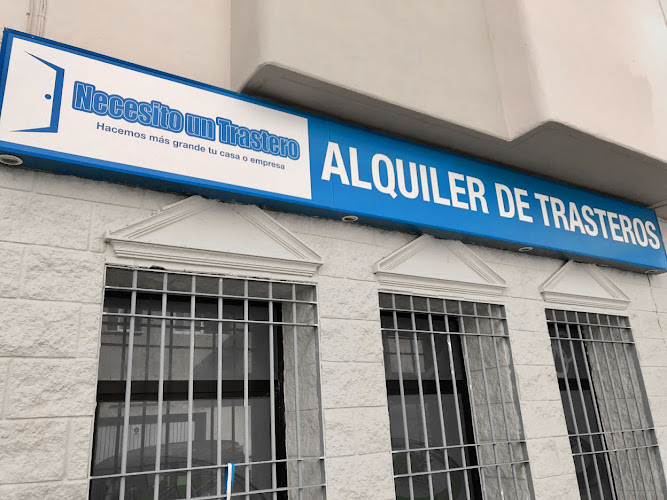 Necesito un Trastero
Hacemos más grande tu casa o empresa
ALQUILER DE TRASTEROS